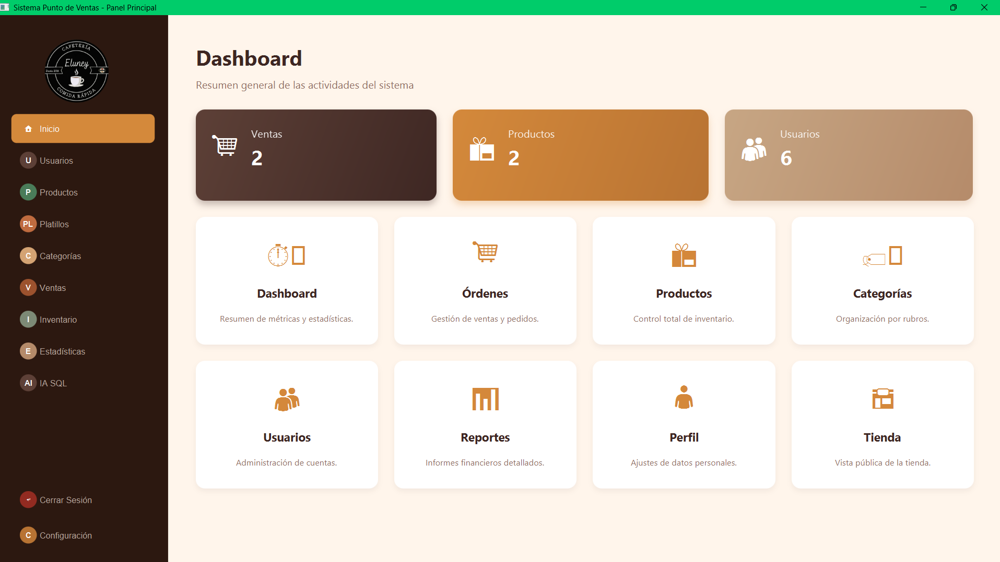 Sistema Punto de Ventas - Panel Principal
CAFETERÍA
Eluney
Desde 2018
COMIDA RÁPIDA
Inicio
U Usuarios
P Productos
PL Platillos
C Categorías
V Ventas
I Inventario
E Estadísticas
AI IA SQL
Cerrar Sesión
C Configuración
Dashboard
Resumen general de las actividades del sistema
Ventas
2
Productos
2
Usuarios
6
Dashboard
Resumen de métricas y estadísticas.
Órdenes
Gestión de ventas y pedidos.
Productos
Control total de inventario.
Categorías
Organización por rubros.
Usuarios
Administración de cuentas.
Reportes
Informes financieros detallados.
Perfil
Ajustes de datos personales.
Tienda
Vista pública de la tienda.